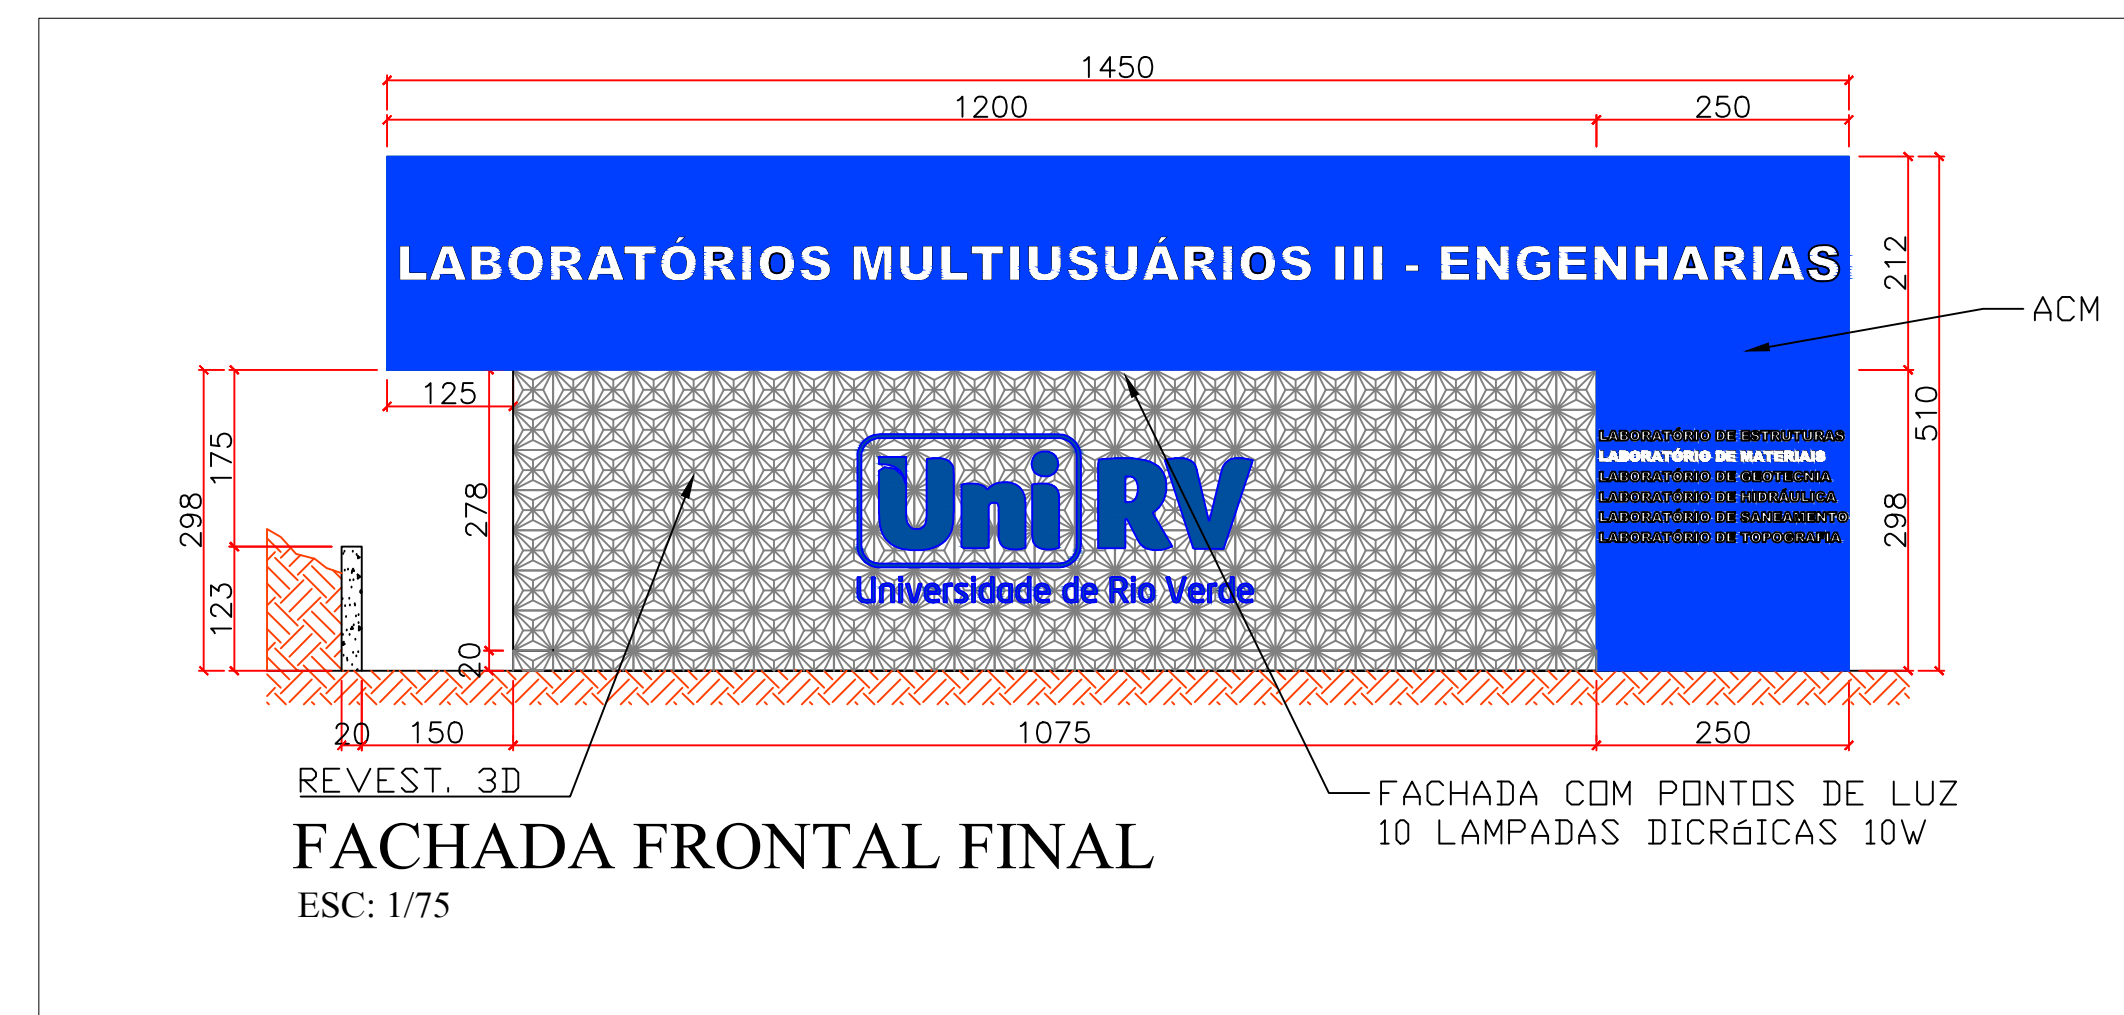 1450
1200
250
LABORATÓRIOS MULTIUSUÁRIOS III - ENGENHARIAS
212
ACM
125
510
175
298
278
123
20
298
LABORATÓRIO DE ESTRUTURAS
LABORATÓRIO DE MATERIAIS
LABORATÓRIO DE GEOTECNIA
LABORATÓRIO DE HIDRÁULICA
LABORATÓRIO DE SANEAMENTO
LABORATÓRIO DE TOPOGRAFIA
Uni RV
Universidade de Rio Verde
20
150
1075
250
REVEST. 3D
FACHADA COM PONTOS DE LUZ
10 LAMPADAS DICRóICAS 10W
FACHADA FRONTAL FINAL
ESC: 1/75